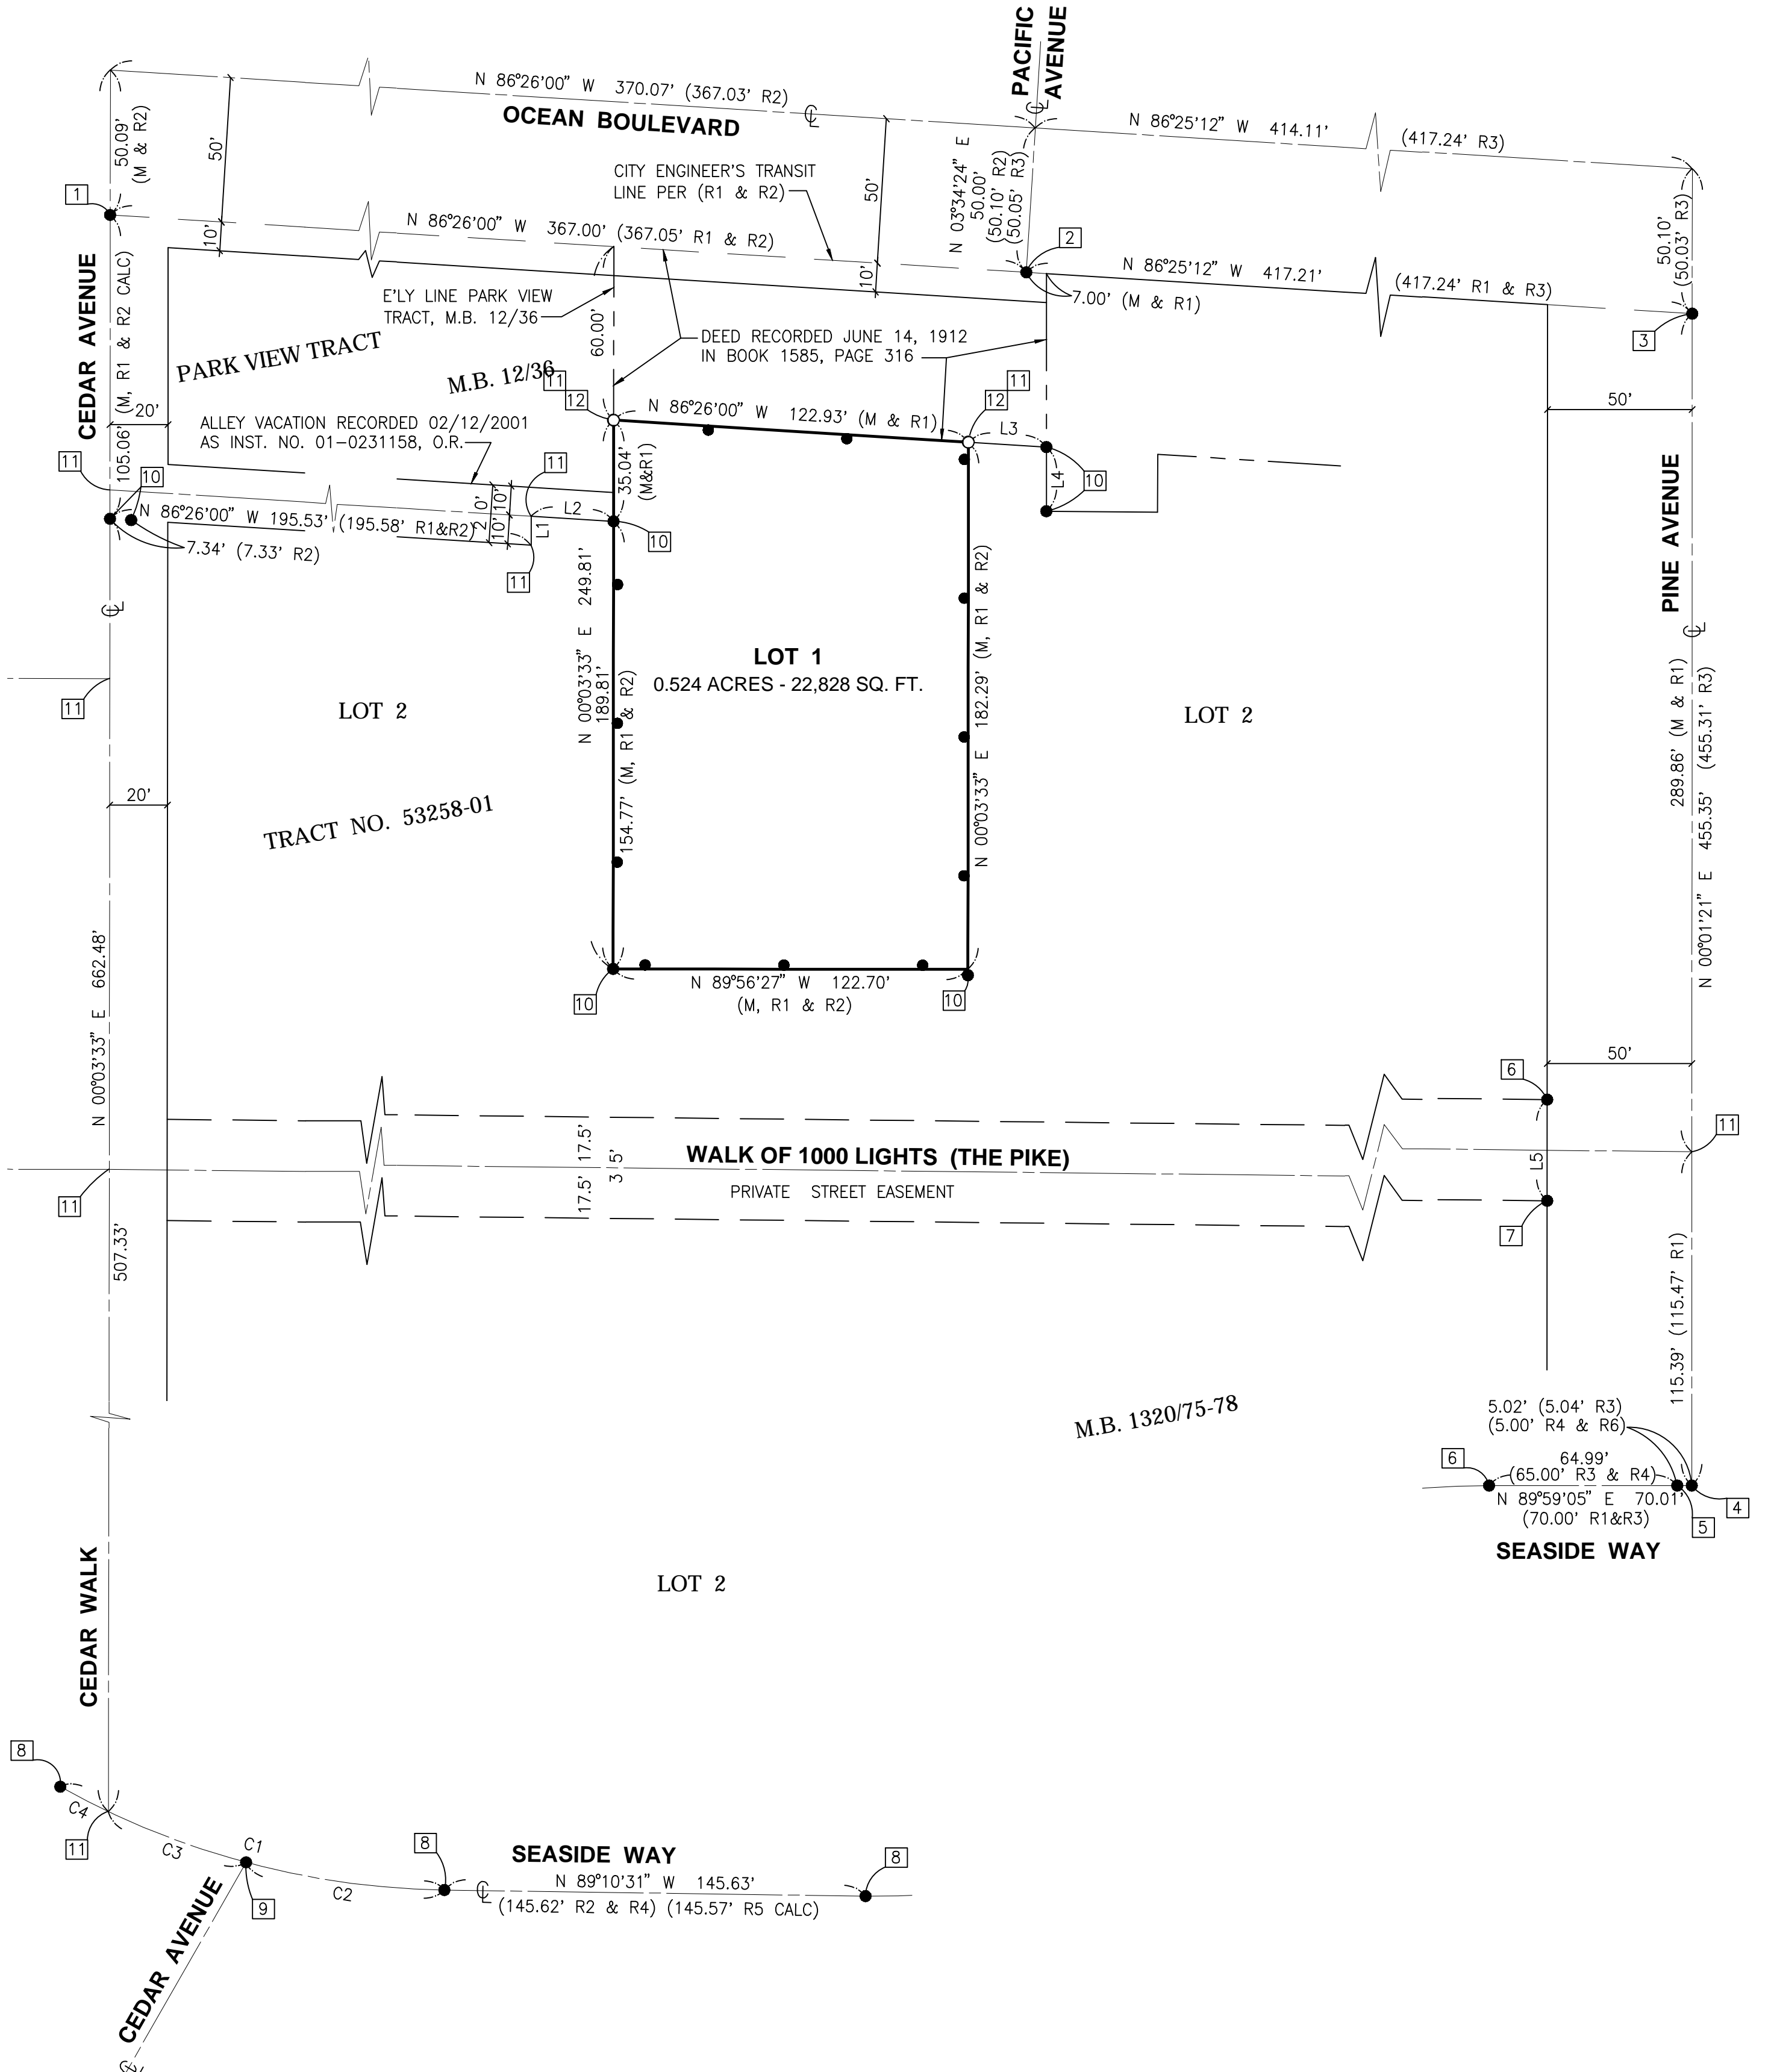 PACIFIC
AVENUE
N 86°26'00" W 370.07' (367.03' R2)
OCEAN BOULEVARD
℄
℄
N 86°25'12" W 414.11'
(417.24' R3)
50.09'
(M & R2)
50'
10'
CITY ENGINEER'S TRANSIT
LINE PER (R1 & R2)
50'
10'
N 03°34'24" E
50.00'
(50.10' R2)
(50.05' R3)
50.10'
(50.03' R3)
1
N 86°26'00" W 367.00' (367.05' R1 & R2)
2
N 86°25'12" W 417.21'
(417.24' R1 & R3)
7.00' (M & R1)
3
CEDAR AVENUE
105.06' (M, R1 & R2 CALC)
E'LY LINE PARK VIEW
TRACT, M.B. 12/36
60.00'
DEED RECORDED JUNE 14, 1912
IN BOOK 1585, PAGE 316
PARK VIEW TRACT
M.B. 12/36
11
12
N 86°26'00" W 122.93' (M & R1)
11
12
L3
20'
50'
ALLEY VACATION RECORDED 02/12/2001
AS INST. NO. 01-0231158, O.R.
11
10
11
35.04'
(M&R1)
L4
10
N 86°26'00" W 195.53' (195.58' R1&R2)
2 0'
10'
10'
L1
L2
10
7.34' (7.33' R2)
11
PINE AVENUE
℄
℄
N 00°03'33" E 249.81'
189.81'
154.77' (M, R1 & R2)
LOT 1
0.524 ACRES - 22,828 SQ. FT.
N 00°03'33" E 182.29' (M, R1 & R2)
289.86' (M & R1)
N 00°01'21" E 455.35' (455.31' R3)
11
LOT 2
LOT 2
20'
TRACT NO. 53258-01
N 00°03'33" E 662.48'
10
N 89°56'27" W 122.70'
(M, R1 & R2)
10
50'
6
17.5' 17.5'
3 5'
WALK OF 1000 LIGHTS (THE PIKE)
PRIVATE STREET EASEMENT
L5
11
11
7
507.33'
115.39' (115.47' R1)
M.B. 1320/75-78
5.02' (5.04' R3)
(5.00' R4 & R6)
6
64.99'
(65.00' R3 & R4)
N 89°59'05" E 70.01'
(70.00' R1&R3)
4
5
SEASIDE WAY
CEDAR WALK
LOT 2
8
C4
11
C3
C1
C2
8
9
SEASIDE WAY
℄
N 89°10'31" W 145.63'
(145.62' R2 & R4) (145.57' R5 CALC)
8
CEDAR AVENUE
℄